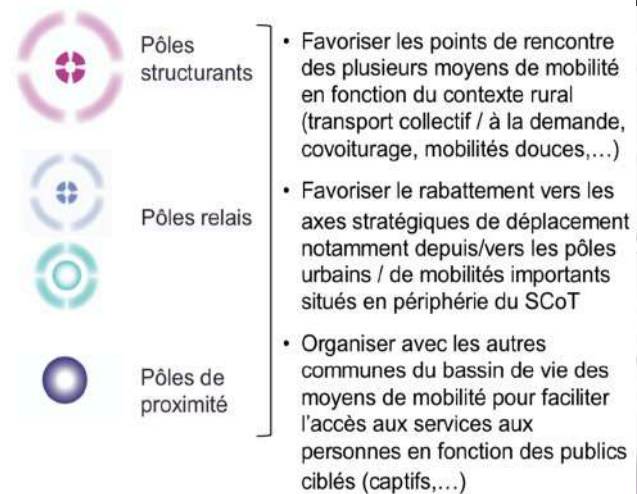 Pôles
structurants
Pôles relais
Pôles de
proximité
• Favoriser les points de rencontre
des plusieurs moyens de mobilité
en fonction du contexte rural
(transport collectif / à la demande,
covoiturage, mobilités douces,…)
• Favoriser le rabattement vers les
axes stratégiques de déplacement
notamment depuis/vers les pôles
urbains / de mobilités importants
situés en périphérie du SCoT
• Organiser avec les autres
communes du bassin de vie des
moyens de mobilité pour faciliter
l'accès aux services aux
personnes en fonction des publics
ciblés (captifs,…)